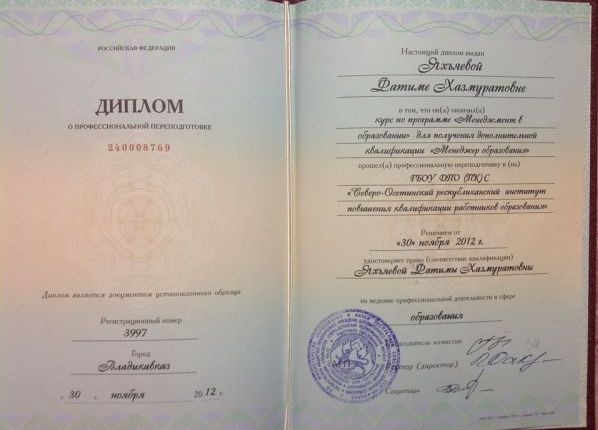 РОССИЙСКАЯ ФЕДЕРАЦИЯ
ДИПЛОМ
О ПРОФЕССИОНАЛЬНОЙ ПЕРЕПОДГОТОВКЕ
240008769
Диплом является документом установленного образца
Регистрационный номер
3997
Город
Владикавказ
« 30 » ноября 2012 г.
Настоящий диплом выдан
Яхъяевой
Фатиме Хазмуратовне
в том, что он(а) окончил(а)
курс по программе «Менеджмент в
образовании» для получения дополнительной
квалификации «Менеджер образования»
прошел(а) профессиональную переподготовку в (на)
ГБОУ ДПО (ПК) С
«Северо-Осетинский республиканский институт
повышения квалификации работников образования»
Решением от
«30» ноября 2012 г.
удостоверяет право (соответствие квалификации)
Яхъяевой Фатимы Хазмуратовны
на ведение профессиональной деятельности в сфере
образования
Председатель комиссии
Ректор (директор)
М.П.
Секретарь